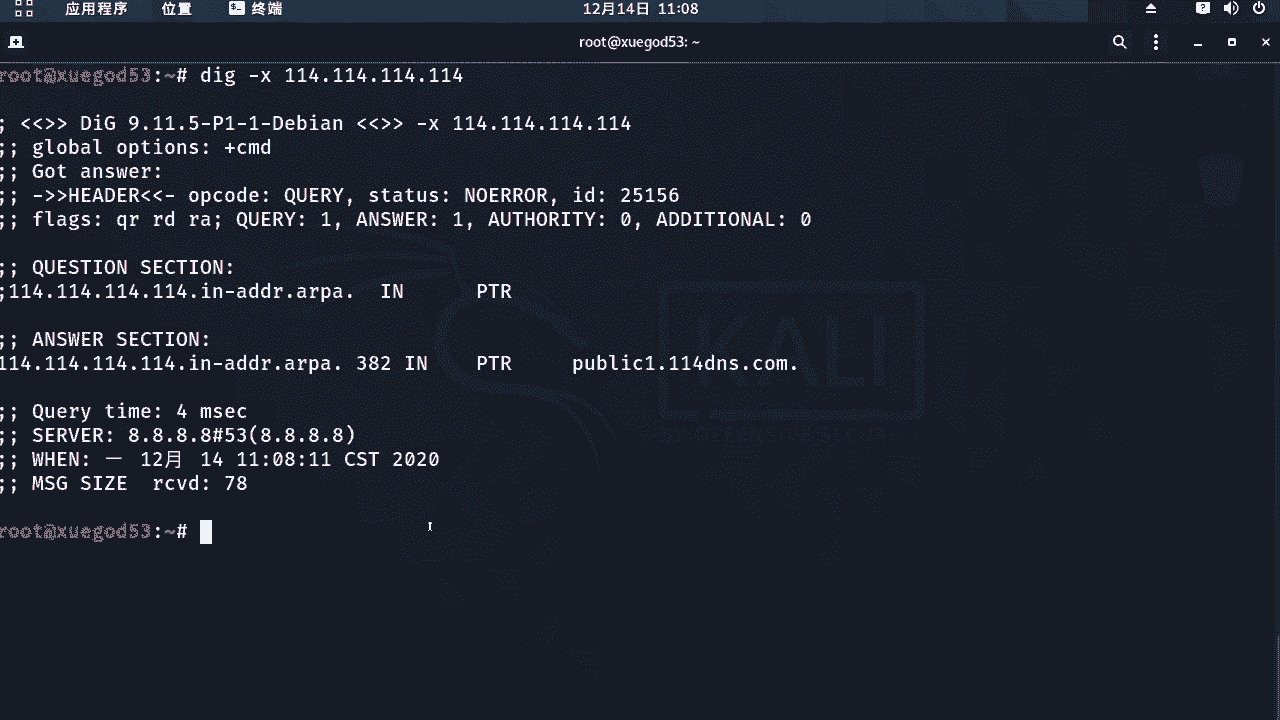 应用程序 位置 终端 12月14日 11:08
root@xuegod53: ~
root@xuegod53:~# dig -x 114.114.114.114
; <<>> DiG 9.11.5-P1-1-Debian <<>> -x 114.114.114.114
;; global options: +cmd
;; Got answer:
;; ->>HEADER<<- opcode: QUERY, status: NOERROR, id: 25156
;; flags: qr rd ra; QUERY: 1, ANSWER: 1, AUTHORITY: 0, ADDITIONAL: 0
;; QUESTION SECTION:
;114.114.114.114.in-addr.arpa. IN PTR
;; ANSWER SECTION:
114.114.114.114.in-addr.arpa. 382 IN PTR public1.114dns.com.
;; Query time: 4 msec
;; SERVER: 8.8.8.8#53(8.8.8.8)
;; WHEN: 一 12月 14 11:08:11 CST 2020
;; MSG SIZE rcvd: 78
root@xuegod53:~#
KALI
BY OFFENSIVE SECURITY